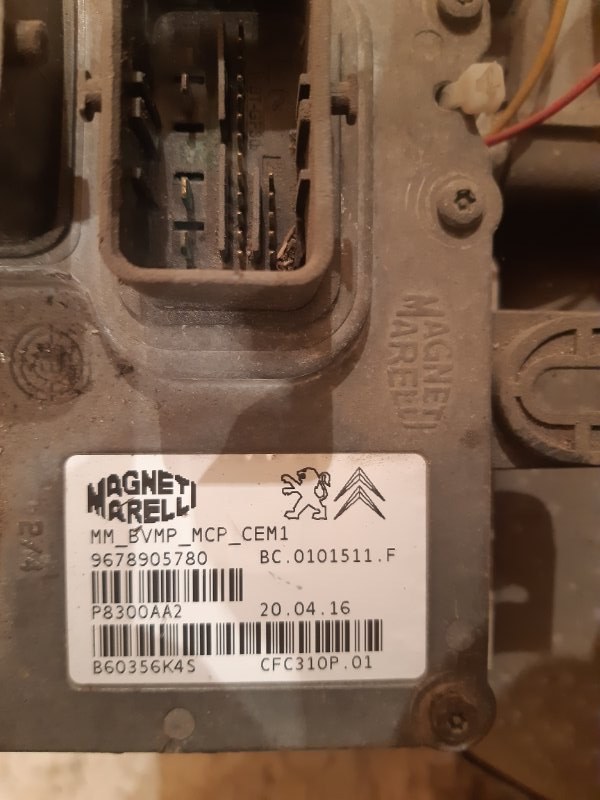 MAGNETI
MARELLI
MAGNETI
MARELLI
MM_BVMP_MCP_CEM1
9678905780 BC.0101511.F
P8300AA2 20.04.16
B60356K4S CFC310P.01